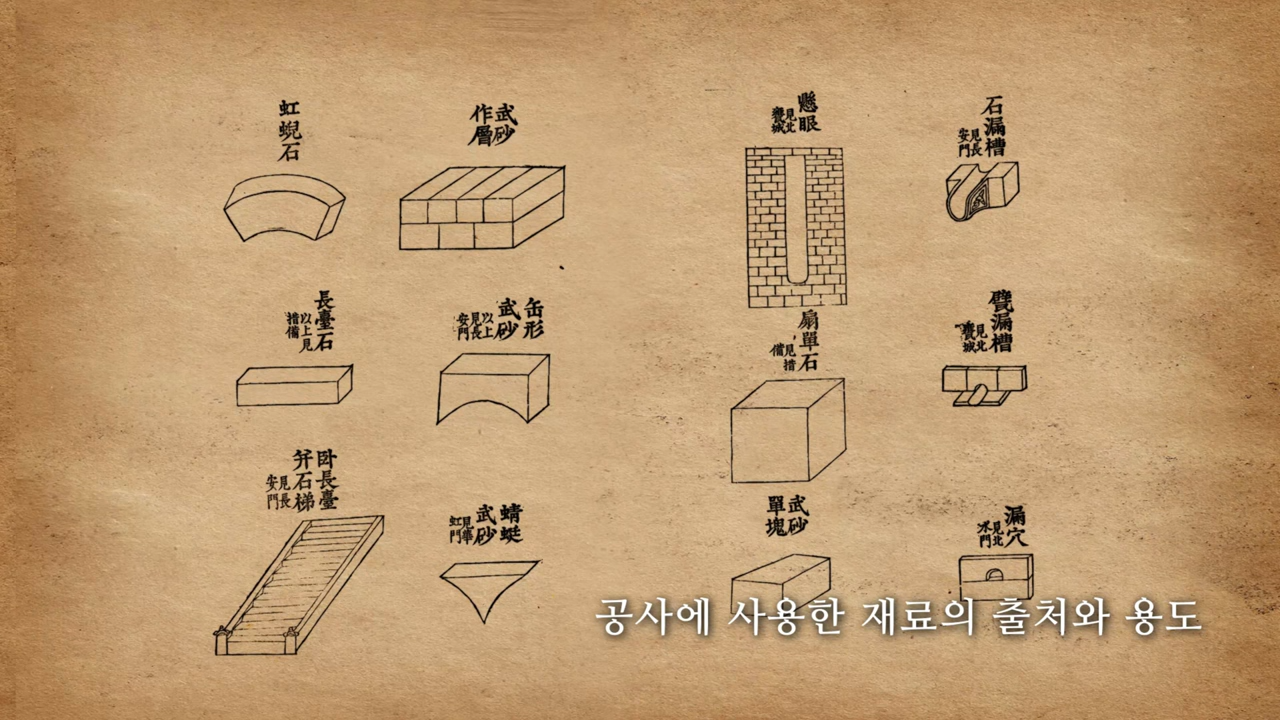 虹蜺石
武砂
作層
懸眼
見北
甕城
石漏槽
見長
安門
長臺石
以上見
措備
缶形
武砂
以上
見長
安門
扇單石
見措
備
甓漏槽
見北
甕城
臥長臺
并石梯
見長
安門
蜻蜓
武砂
見華
虹門
武砂
單塊
漏穴
見北
水門
공사에 사용한 재료의 출처와 용도